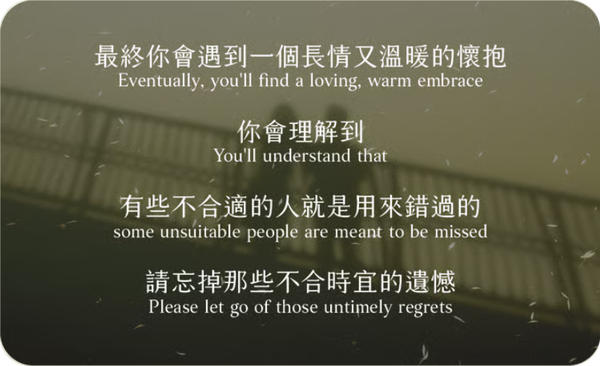 最終你會遇到一個長情又溫暖的懷抱
Eventually, you'll find a loving, warm embrace
你會理解到
You'll understand that
有些不合適的人就是用來錯過的
some unsuitable people are meant to be missed
請忘掉那些不合時宜的遺憾
Please let go of those untimely regrets